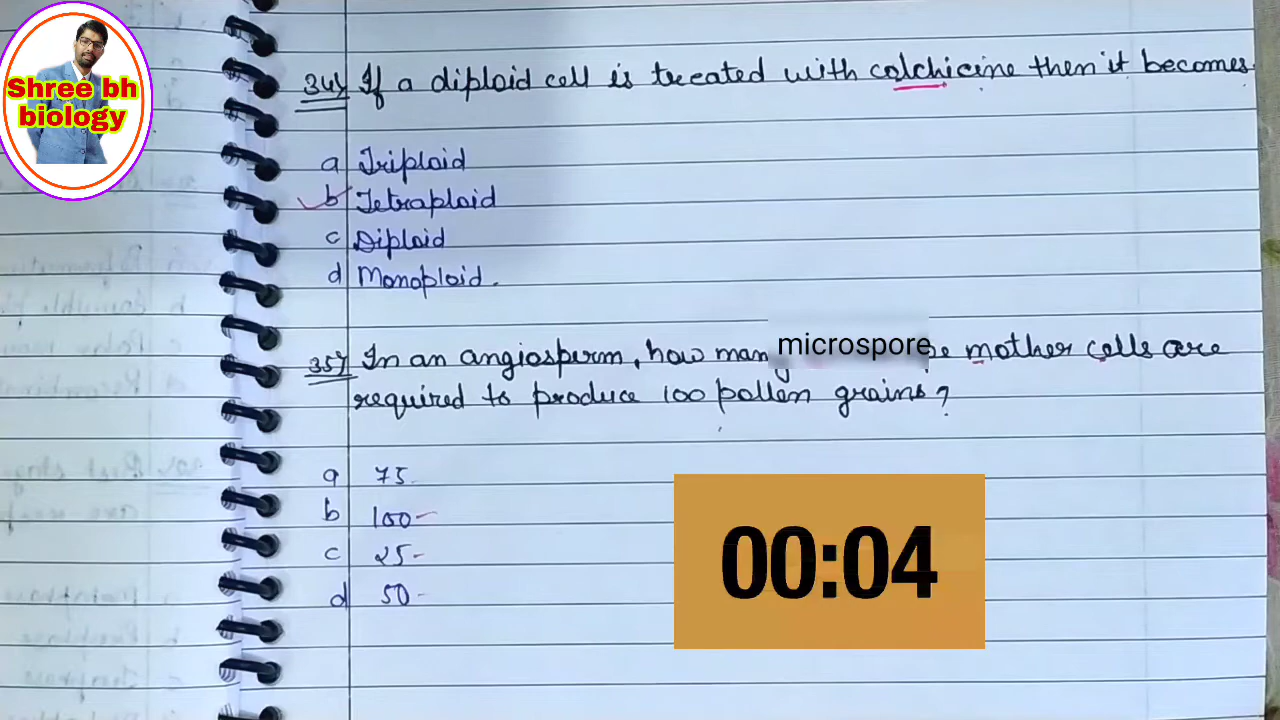 Shree bh
biology
34 If a diploid cell is treated with colchicine then it becomes.
a Triploid
b Tetraploid
c Diploid
d Monoploid.
35 In an angiosperm, how many microspore mother cells are
required to produce 100 pollen grains?
a 75
b 100
c 25
d 50
00:04